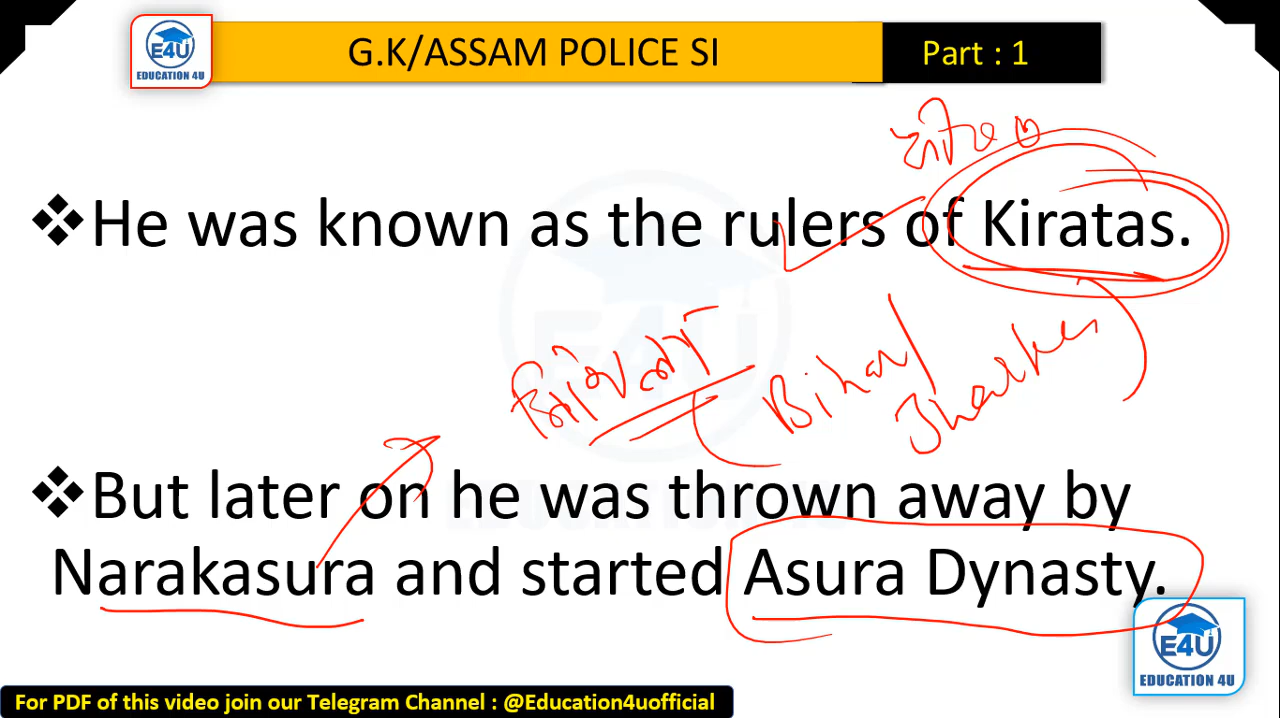 E4U
EDUCATION 4U
G.K/ASSAM POLICE SI
Part : 1
❖He was known as the rulers of Kiratas.
Bihar/
❖But later on he was thrown away by
Narakasura and started Asura Dynasty.
E4U
EDUCATION 4U
For PDF of this video join our Telegram Channel : @Education4uofficial